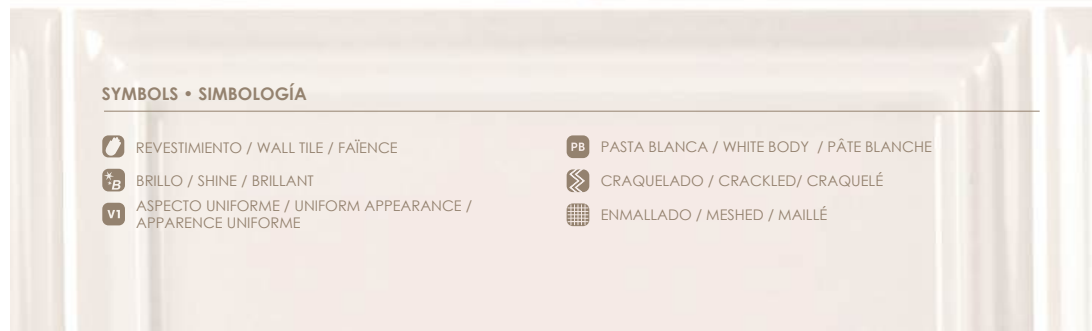 SYMBOLS • SIMBOLOGÍA
REVESTIMIENTO / WALL TILE / FAÏENCE
B
BRILLO / SHINE / BRILLANT
V1
ASPECTO UNIFORME / UNIFORM APPEARANCE /
APPARENCE UNIFORME
PB
PASTA BLANCA / WHITE BODY / PÂTE BLANCHE
CRAQUELADO / CRACKLED/ CRAQUELÉ
ENMALLADO / MESHED / MAILLÉ